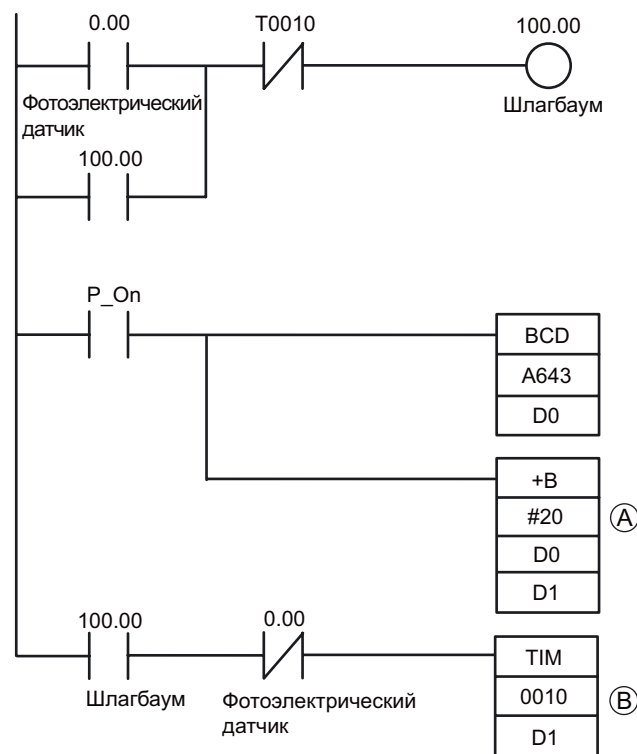 0.00
T0010
100.00
Фотоэлектрический
датчик
Шлагбаум
100.00
P_On
BCD
A643
D0
+B
#20
D0
D1
A
100.00
0.00
Шлагбаум
Фотоэлектрический
датчик
TIM
0010
D1
B